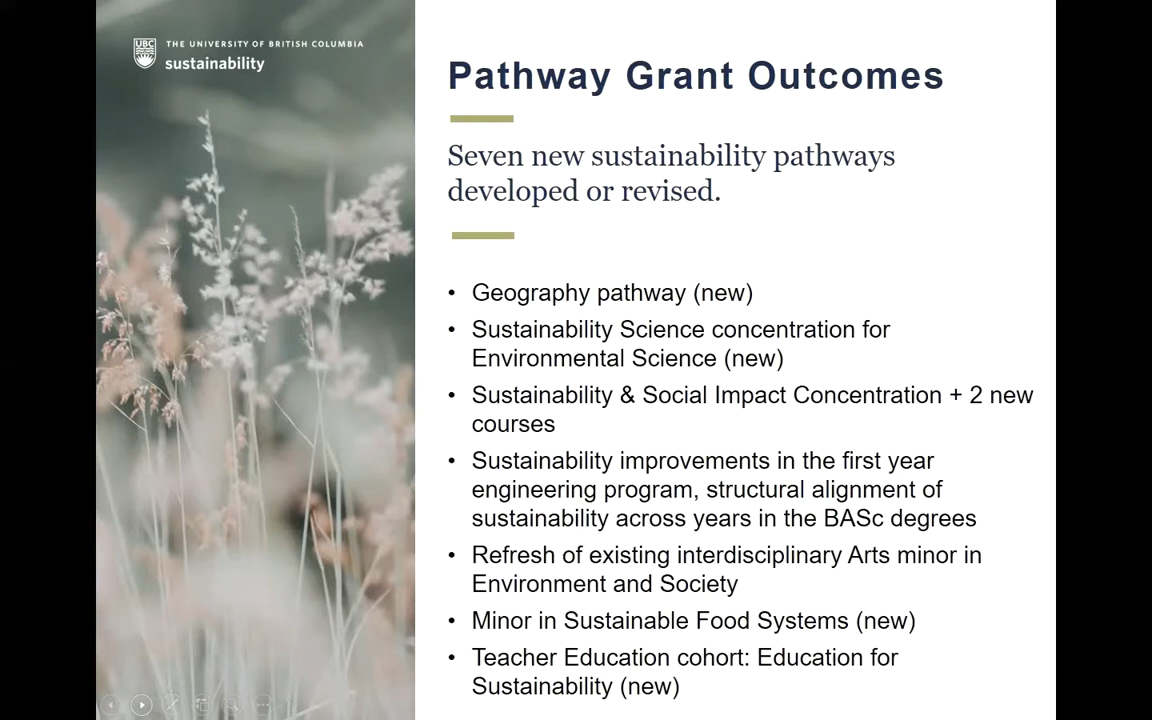 UBC
THE UNIVERSITY OF BRITISH COLUMBIA
sustainability
Pathway Grant Outcomes
Seven new sustainability pathways
developed or revised.
• Geography pathway (new)
• Sustainability Science concentration for
Environmental Science (new)
• Sustainability & Social Impact Concentration + 2 new
courses
• Sustainability improvements in the first year
engineering program, structural alignment of
sustainability across years in the BASc degrees
• Refresh of existing interdisciplinary Arts minor in
Environment and Society
• Minor in Sustainable Food Systems (new)
• Teacher Education cohort: Education for
Sustainability (new)